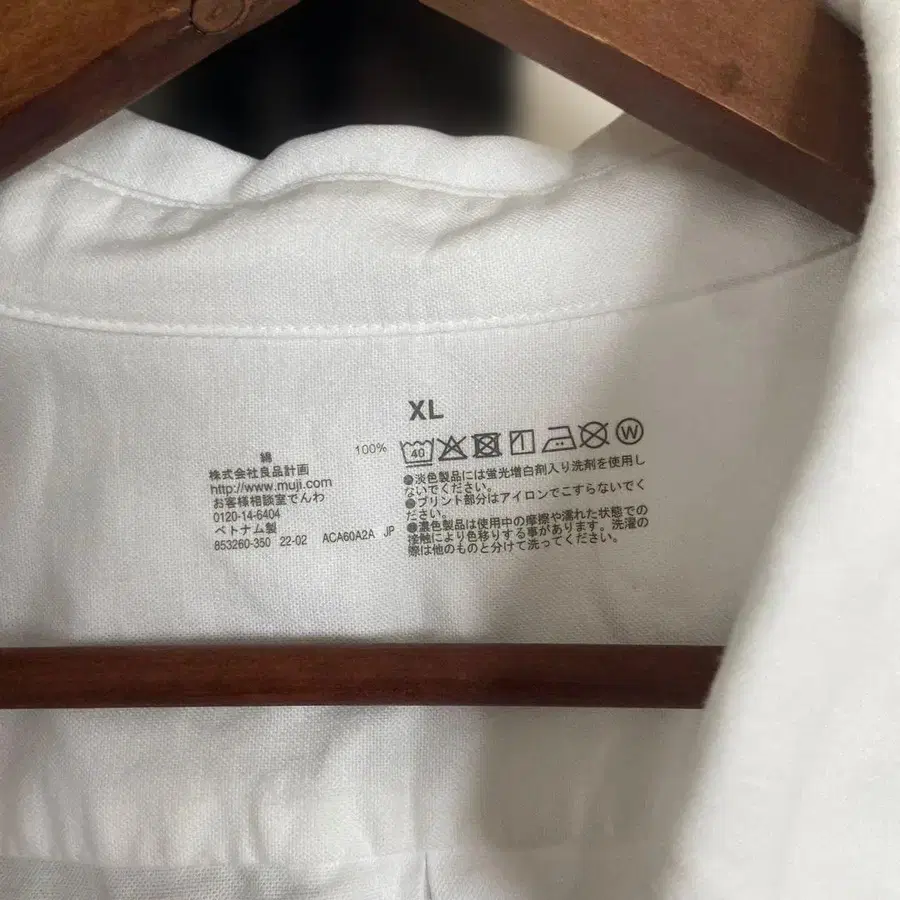 XL
綿 100%
株式会社良品計画
http://www.muji.com
お客様相談室でんわ
0120-14-6404
ベトナム製
853260-350 22-02 ACA60A2A JP
40 W
●淡色製品には蛍光増白剤入り洗剤を使用し
ないでください。
●プリント部分はアイロンでこすらないでく
ださい。
●濃色製品は使用中の摩擦や濡れた状態での
接触により色移りする事があります。洗濯の
際は他のものと分けて洗ってください。